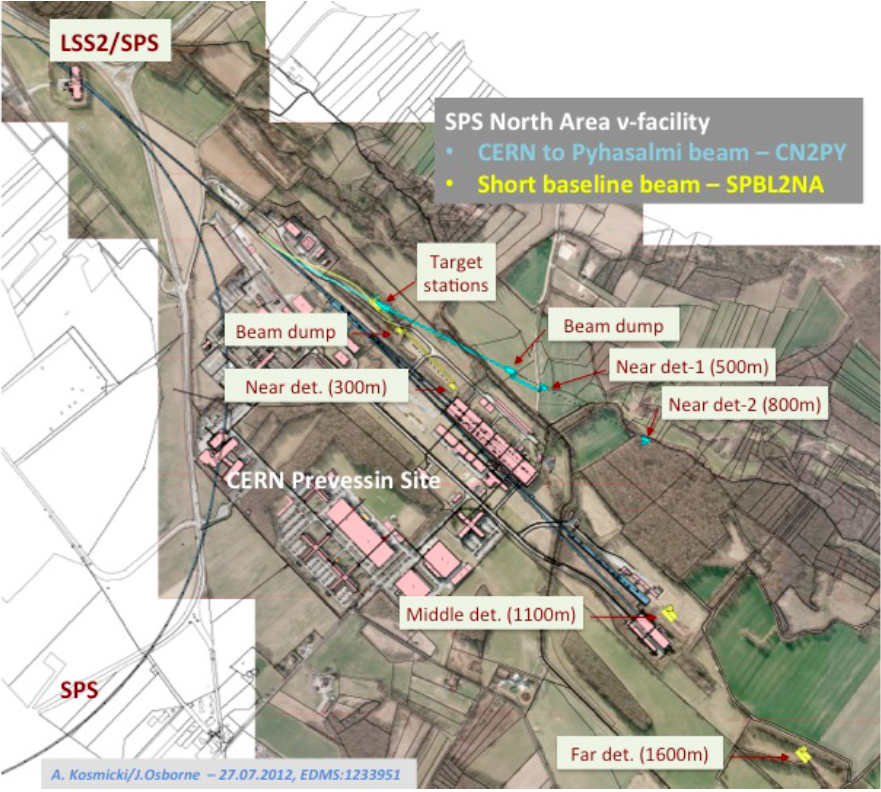 LSS2/SPS
SPS North Area ν-facility
• CERN to Pyhasalmi beam – CN2PY
• Short baseline beam – SPBL2NA
Target
stations
Beam dump
Beam dump
Near det-1 (500m)
Near det. (300m)
Near det-2 (800m)
CERN Prevessin Site
Middle det. (1100m)
SPS
Far det. (1600m)
A. Kosmicki/J.Osborne – 27.07.2012, EDMS:1233951